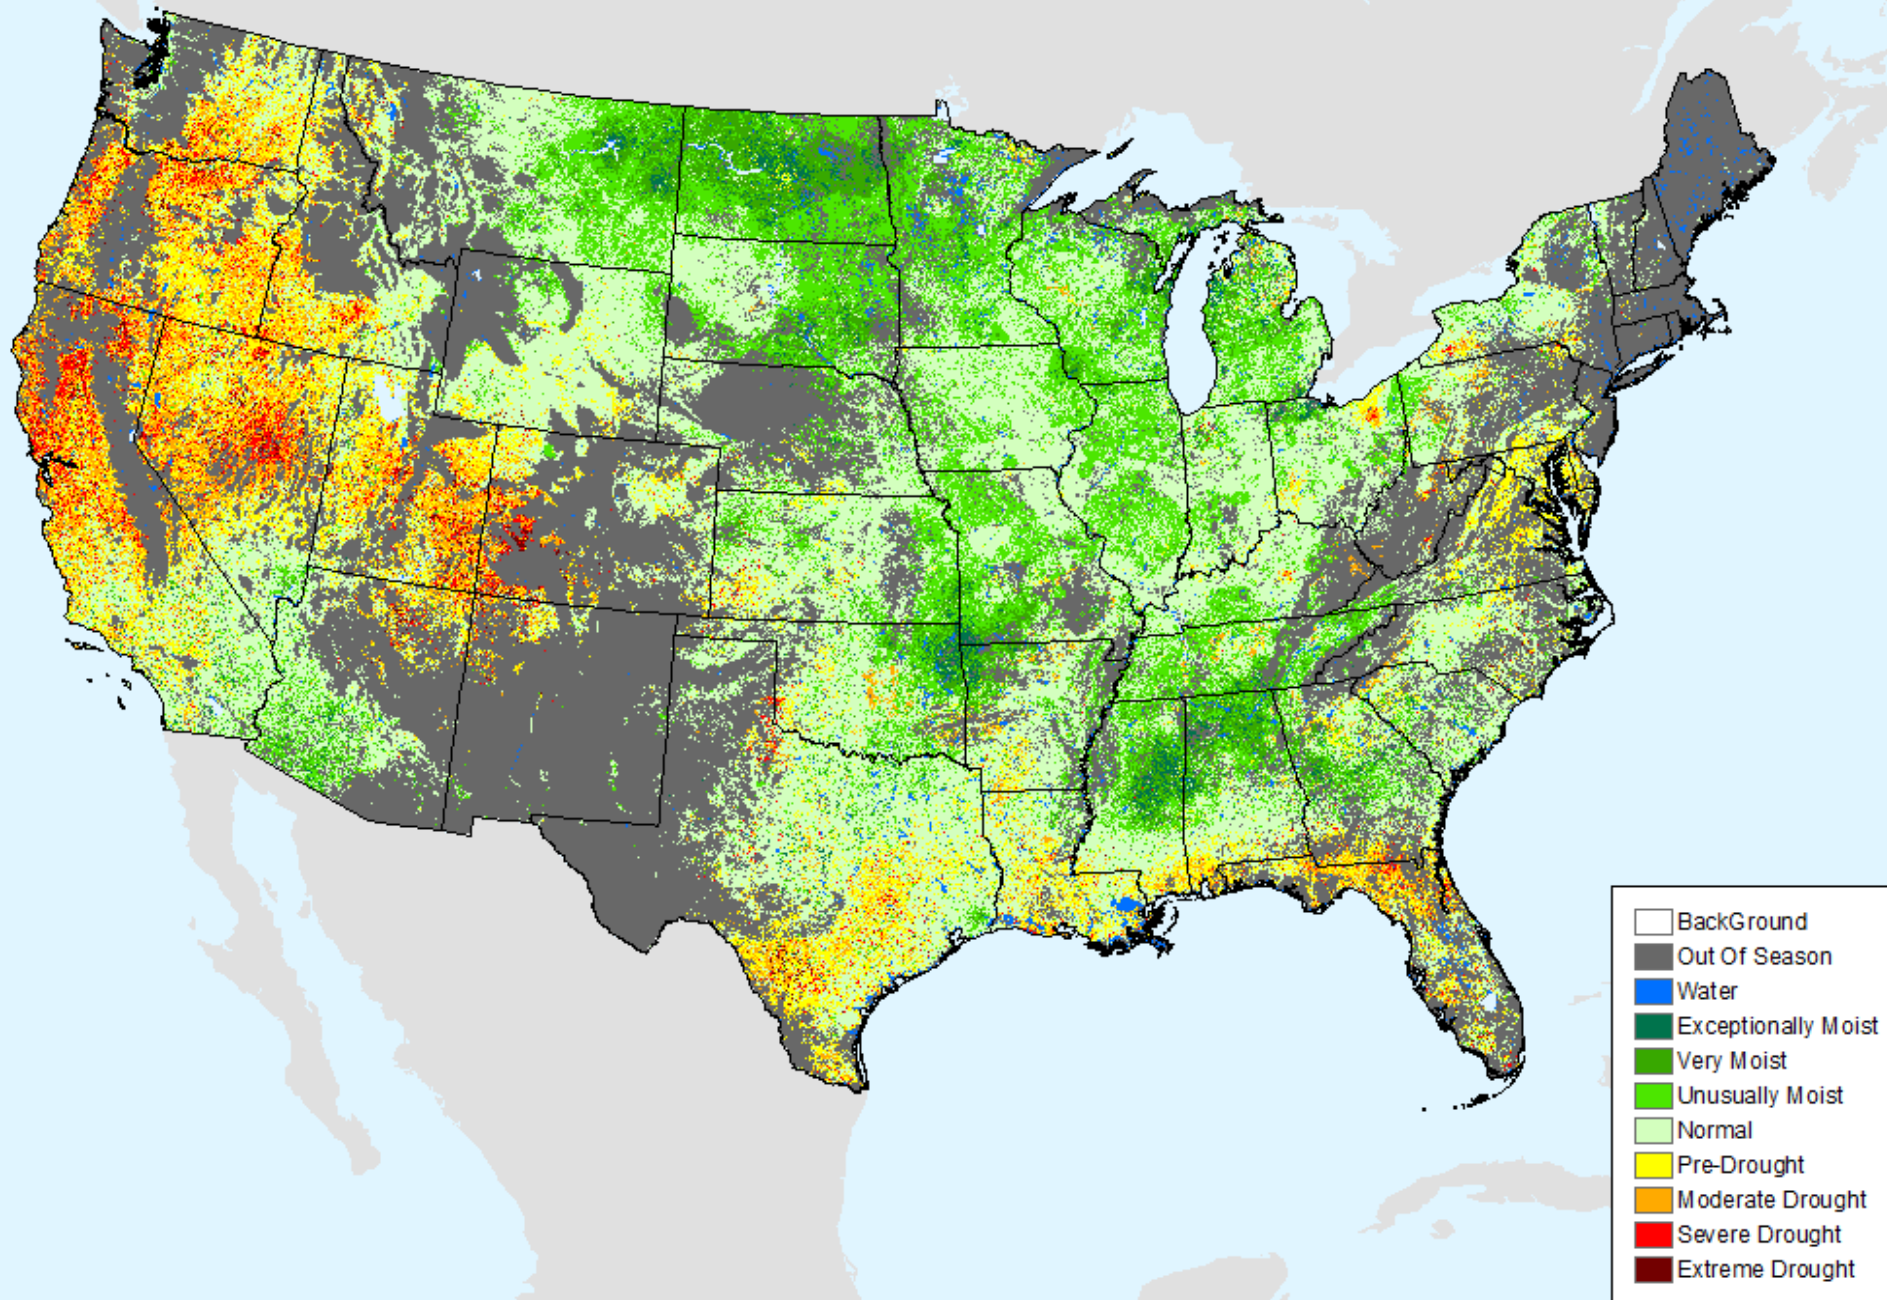 BackGround
Out Of Season
Water
Exceptionally Moist
Very Moist
Unusually Moist
Normal
Pre-Drought
Moderate Drought
Severe Drought
Extreme Drought